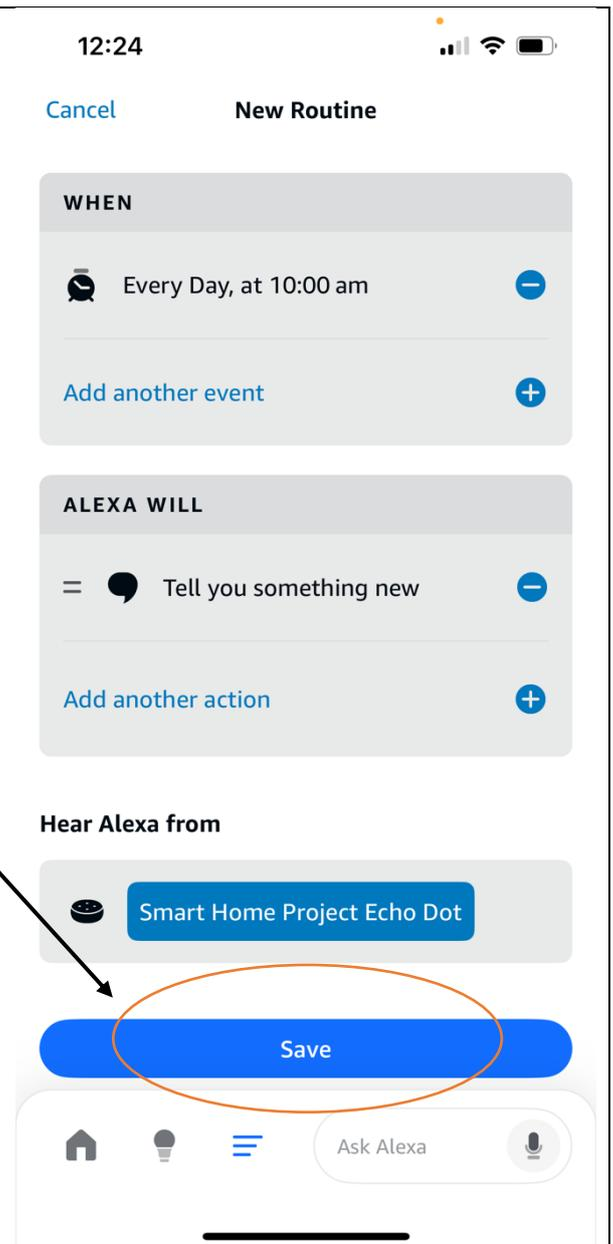 12:24
Cancel New Routine
WHEN
Every Day, at 10:00 am
Add another event
ALEXA WILL
Tell you something new
Add another action
Hear Alexa from
Smart Home Project Echo Dot
Save
Ask Alexa